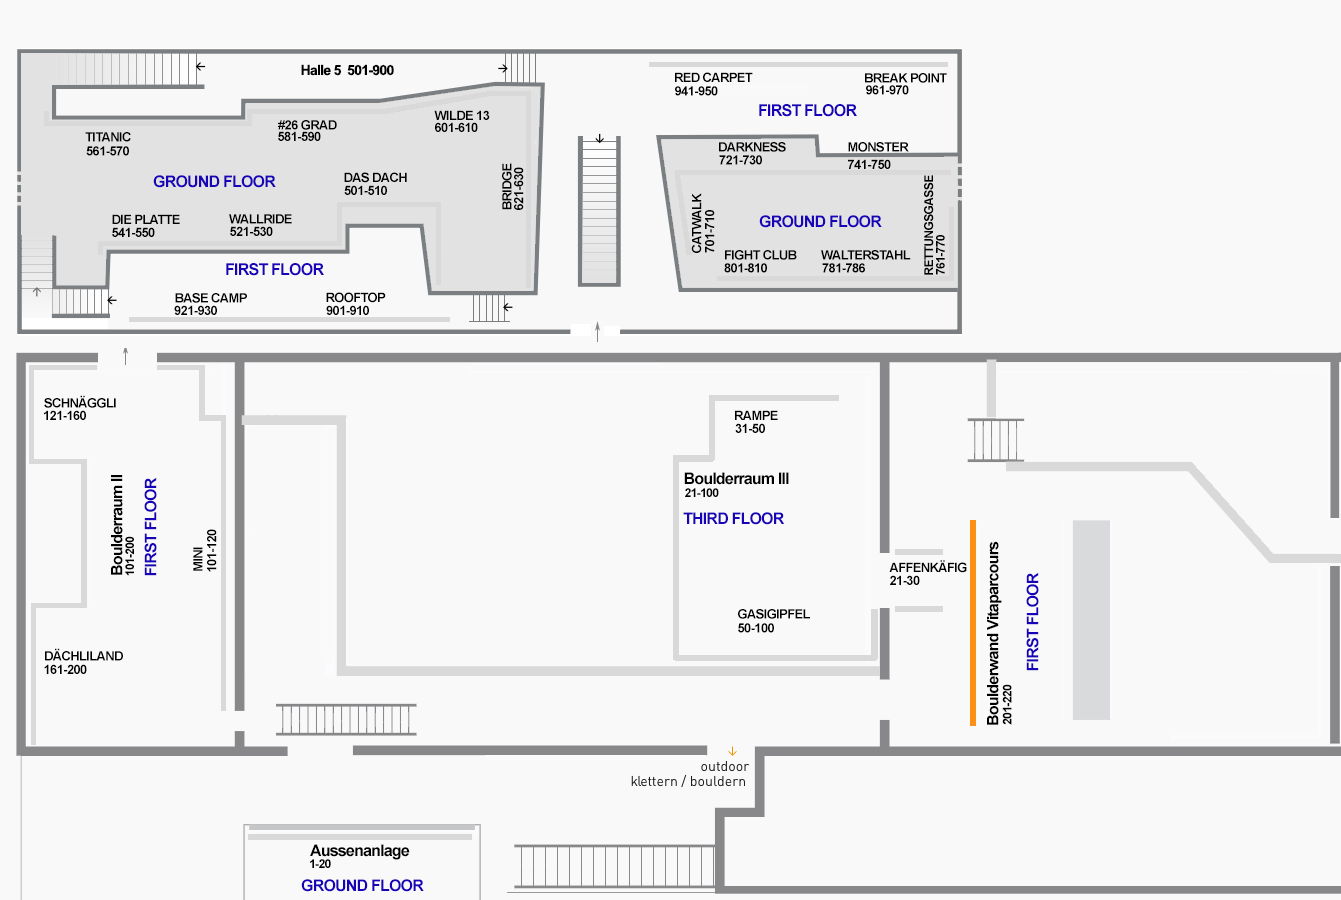 Halle 5  501-900
RED CARPET
941-950
BREAK POINT
961-970
FIRST FLOOR
TITANIC
561-570
#26 GRAD
581-590
WILDE 13
601-610
GROUND FLOOR
DAS DACH
501-510
BRIDGE
621-630
DIE PLATTE
541-550
WALLRIDE
521-530
FIRST FLOOR
BASE CAMP
921-930
ROOFTOP
901-910
DARKNESS
721-730
MONSTER
741-750
CATWALK
701-710
GROUND FLOOR
RETTUNGSGASSE
761-770
FIGHT CLUB
801-810
WALTERSTAHL
781-786
SCHNÄGGLI
121-160
Boulderraum II
101-200
FIRST FLOOR
MINI
101-120
DÄCHLILAND
161-200
RAMPE
31-50
Boulderraum III
21-100
THIRD FLOOR
GASIGIPFEL
50-100
AFFENKÄFIG
21-30
Boulderwand Vitaparcours
201-220
FIRST FLOOR
outdoor
klettern / bouldern
Aussenanlage
1-20
GROUND FLOOR